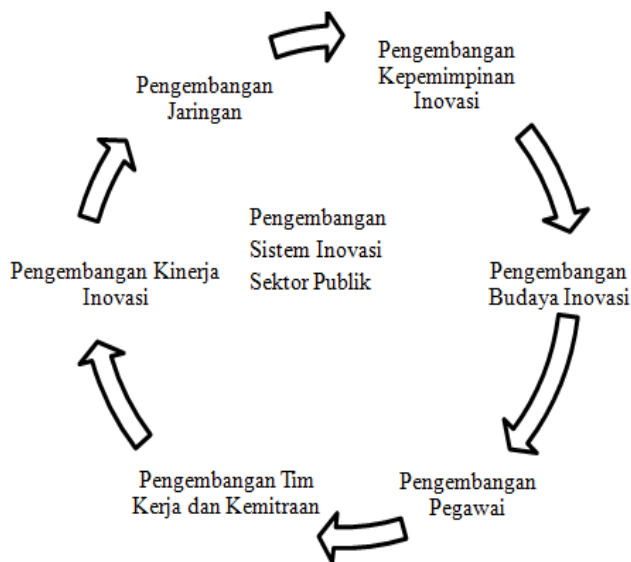 Pengembangan
Kepemimpinan
Inovasi
Pengembangan
Jaringan
Pengembangan
Sistem Inovasi
Sektor Publik
Pengembangan Kinerja
Inovasi
Pengembangan
Budaya Inovasi
Pengembangan Tim
Kerja dan Kemitraan
Pengembangan
Pegawai